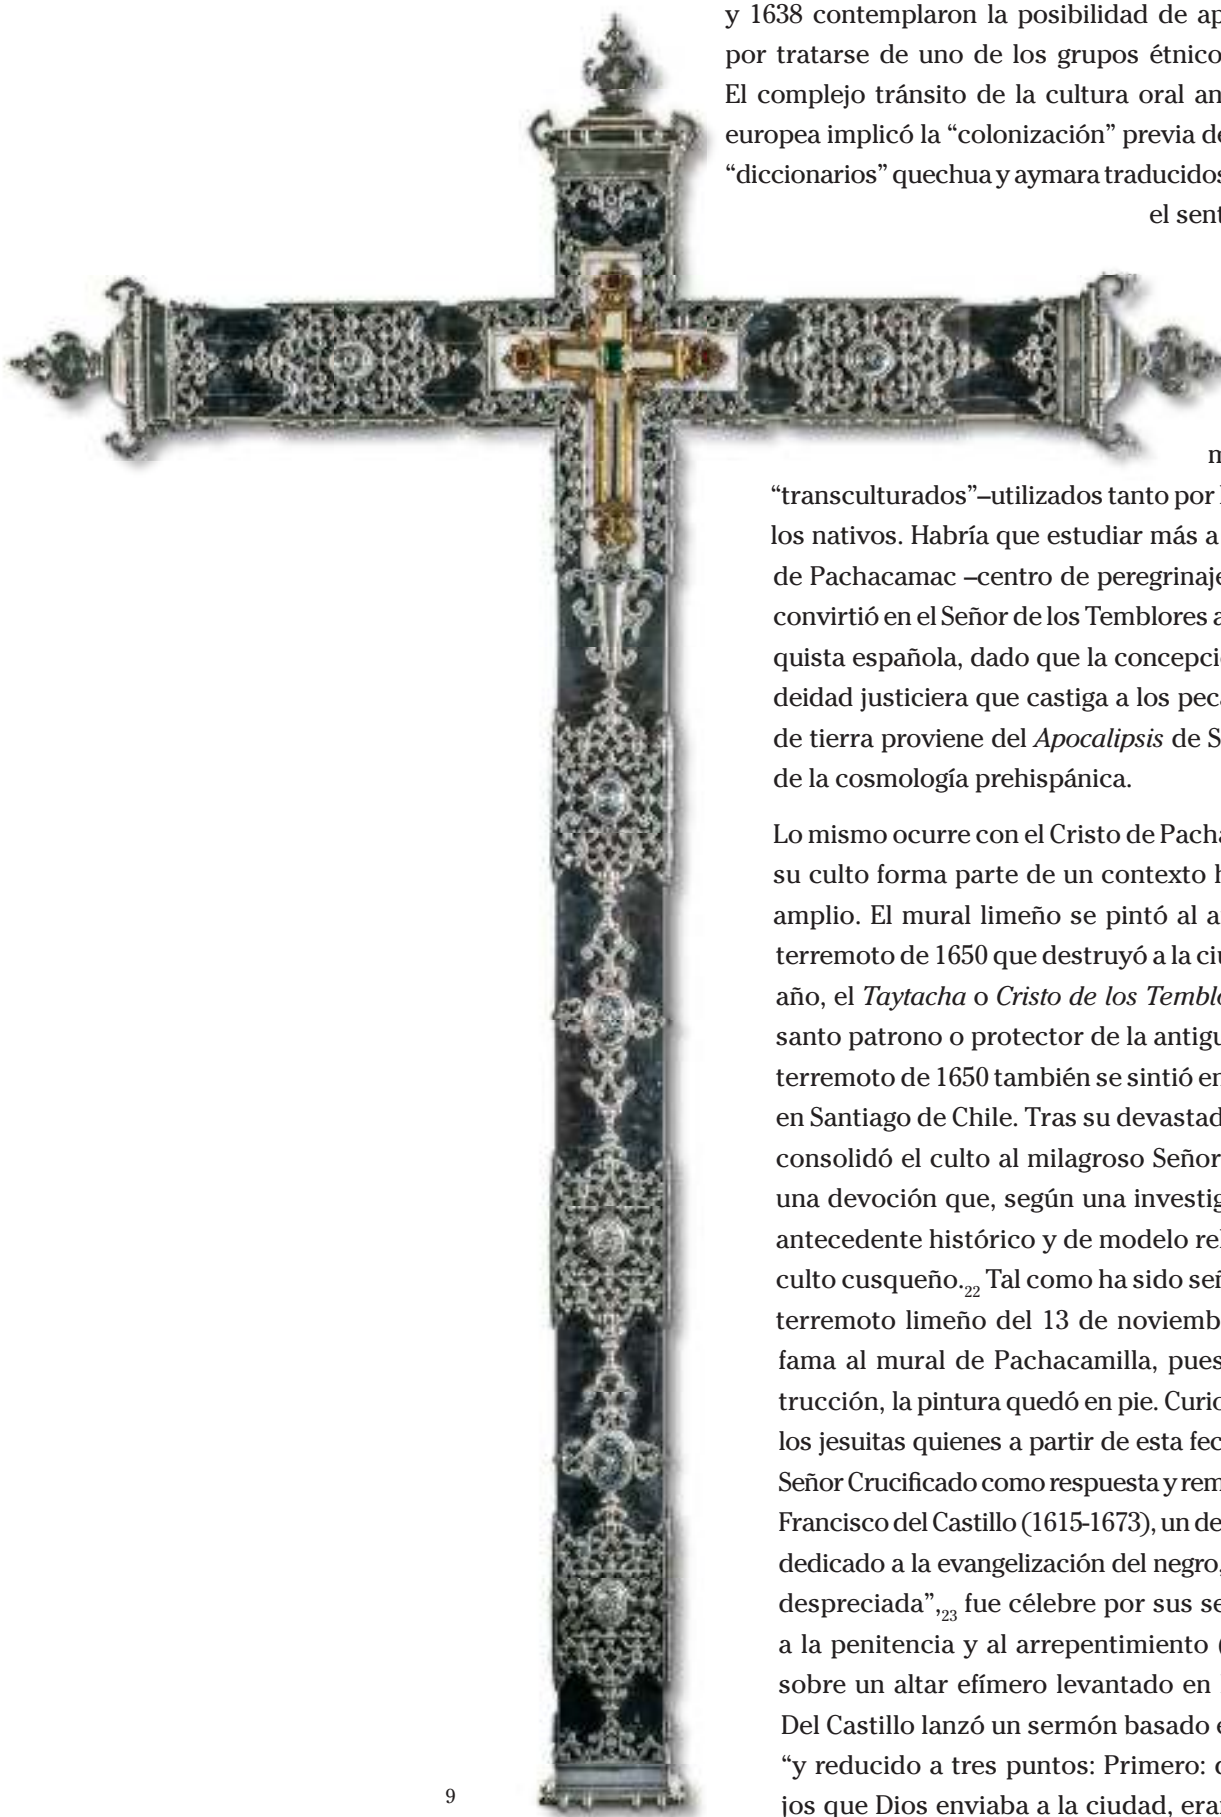 y 1638 contemplaron la posibilidad de ap
por tratarse de uno de los grupos étnico
El complejo tránsito de la cultura oral an
europea implicó la “colonización” previa de
“diccionarios” quechua y aymara traducidos
el sent
m
“transculturados”–utilizados tanto por l
los nativos. Habría que estudiar más a
de Pachacamac –centro de peregrinaje
convirtió en el Señor de los Temblores a
quista española, dado que la concepci
deidad justiciera que castiga a los peca
de tierra proviene del Apocalipsis de S
de la cosmología prehispánica.
Lo mismo ocurre con el Cristo de Pacha
su culto forma parte de un contexto h
amplio. El mural limeño se pintó al a
terremoto de 1650 que destruyó a la ciu
año, el Taytacha o Cristo de los Temblo
santo patrono o protector de la antigu
terremoto de 1650 también se sintió en
en Santiago de Chile. Tras su devastad
consolidó el culto al milagroso Señor
una devoción que, según una investig
antecedente histórico y de modelo rel
culto cusqueño.22 Tal como ha sido señ
terremoto limeño del 13 de noviemb
fama al mural de Pachacamilla, pues
trucción, la pintura quedó en pie. Curio
los jesuitas quienes a partir de esta fec
Señor Crucificado como respuesta y rem
Francisco del Castillo (1615-1673), un de
dedicado a la evangelización del negro,
despreciada”,23 fue célebre por sus se
a la penitencia y al arrepentimiento (
sobre un altar efímero levantado en
Del Castillo lanzó un sermón basado e
“y reducido a tres puntos: Primero: q
jos que Dios enviaba a la ciudad, era
9